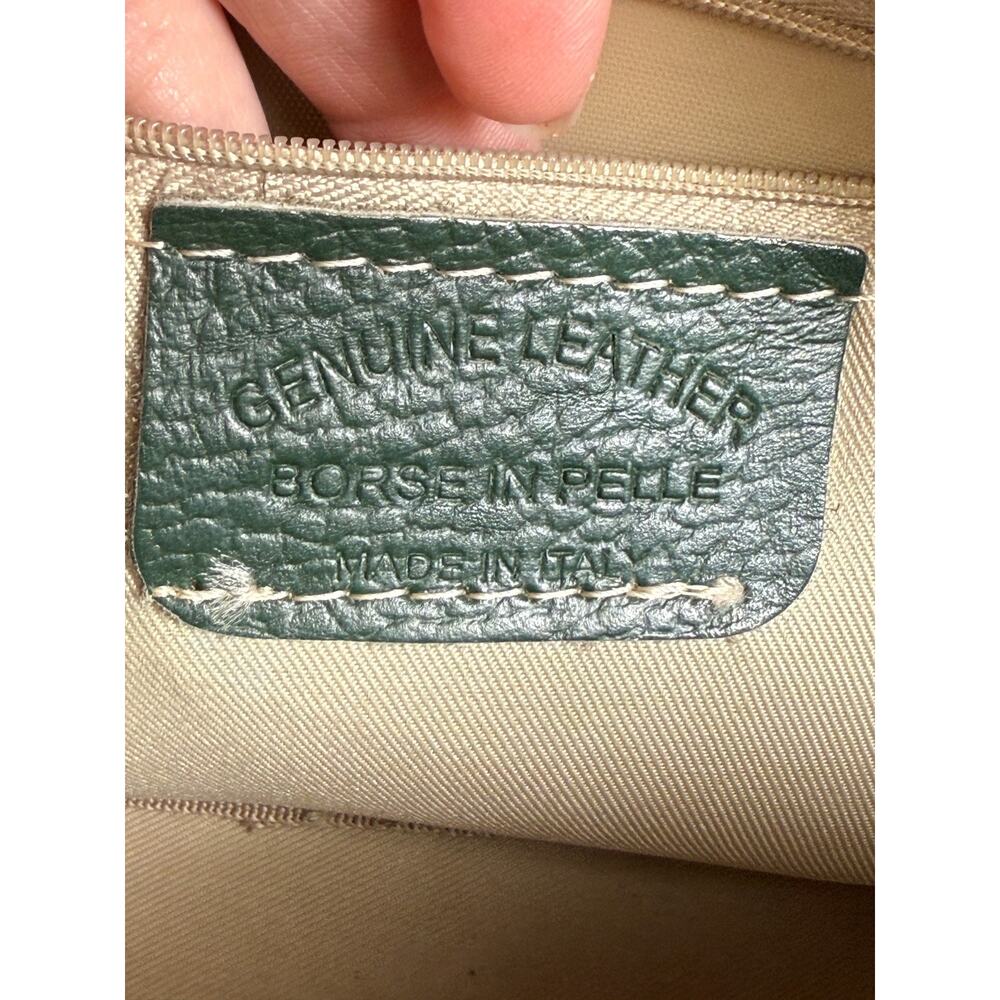 GENUINE LEATHER
BORSE IN PELLE
MADE IN ITALY